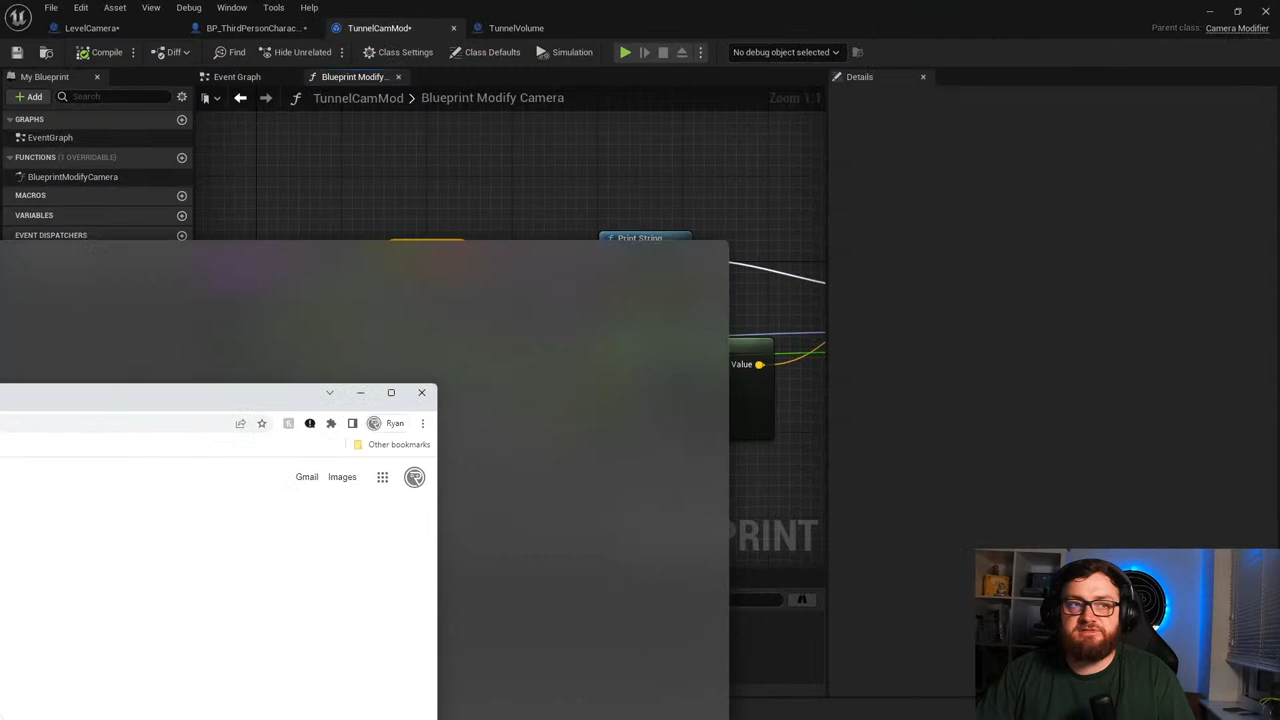 File Edit Asset View Debug Window Tools Help
LevelCamera•
BP_ThirdPersonCharac…•
TunnelCamMod•
TunnelVolume
Parent class: Camera Modifier
Compile
Diff
Find
Hide Unrelated
Class Settings
Class Defaults
Simulation
No debug object selected
My Blueprint
Event Graph
Blueprint Modify…
Details
Add
Search
TunnelCamMod > Blueprint Modify Camera
Zoom 1:1
GRAPHS
EventGraph
FUNCTIONS (1 OVERRIDABLE)
BlueprintModifyCamera
MACROS
VARIABLES
EVENT DISPATCHERS
Print String
Value
Ryan
Other bookmarks
Gmail Images
PRINT